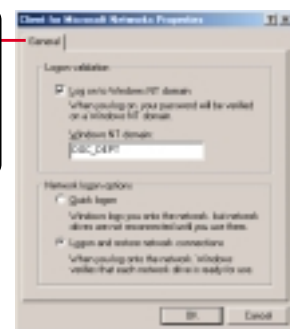 Client for Microsoft Networks Properties
General
Logon validation
Log on to Windows NT domain
When you log on, your password will be verified
on a Windows NT domain.
Windows NT domain:
Network logon options
Quick logon
Windows logs you onto the network, but network
drives are not reconnected until you use them.
Logon and restore network connections
When you log onto the network, Windows
verifies that each network drive is ready for use.
OK
Cancel